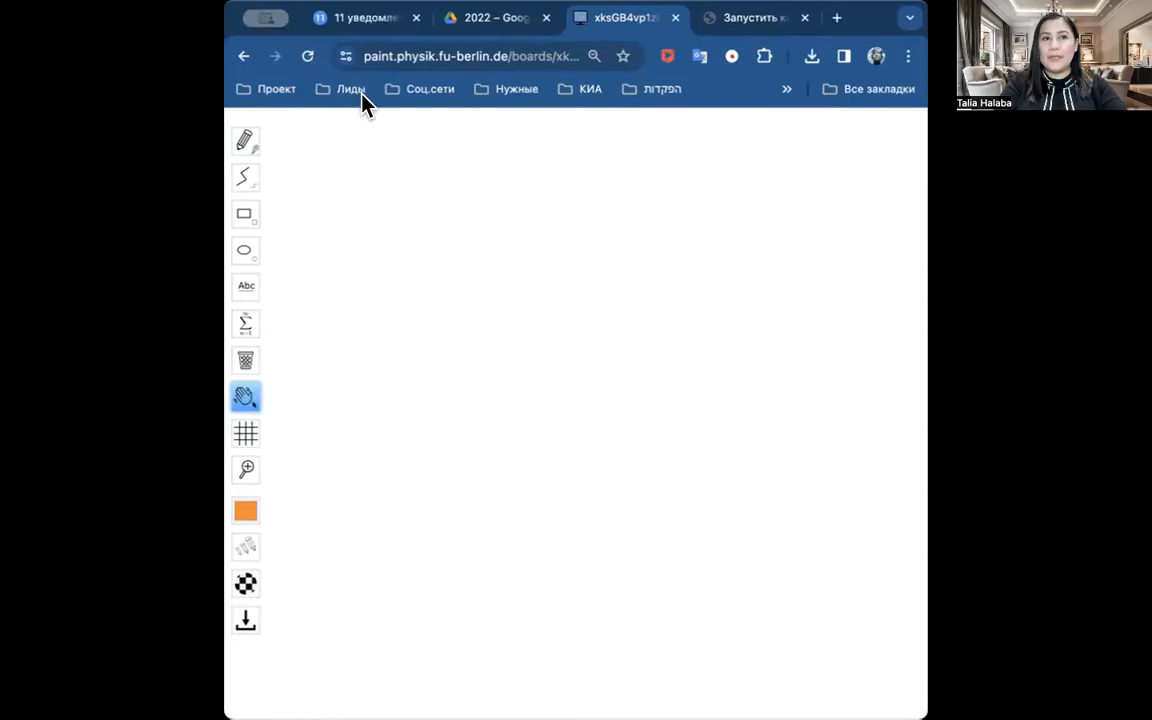 11 уведомле
2022 – Goog
xksGB4vp1z
Запустить к
11
paint.physik.fu-berlin.de/boards/xk...
Проект
Лиды
Соц.сети
Нужные
КИА
הפקדות
Все закладки
Talia Halaba
Abc